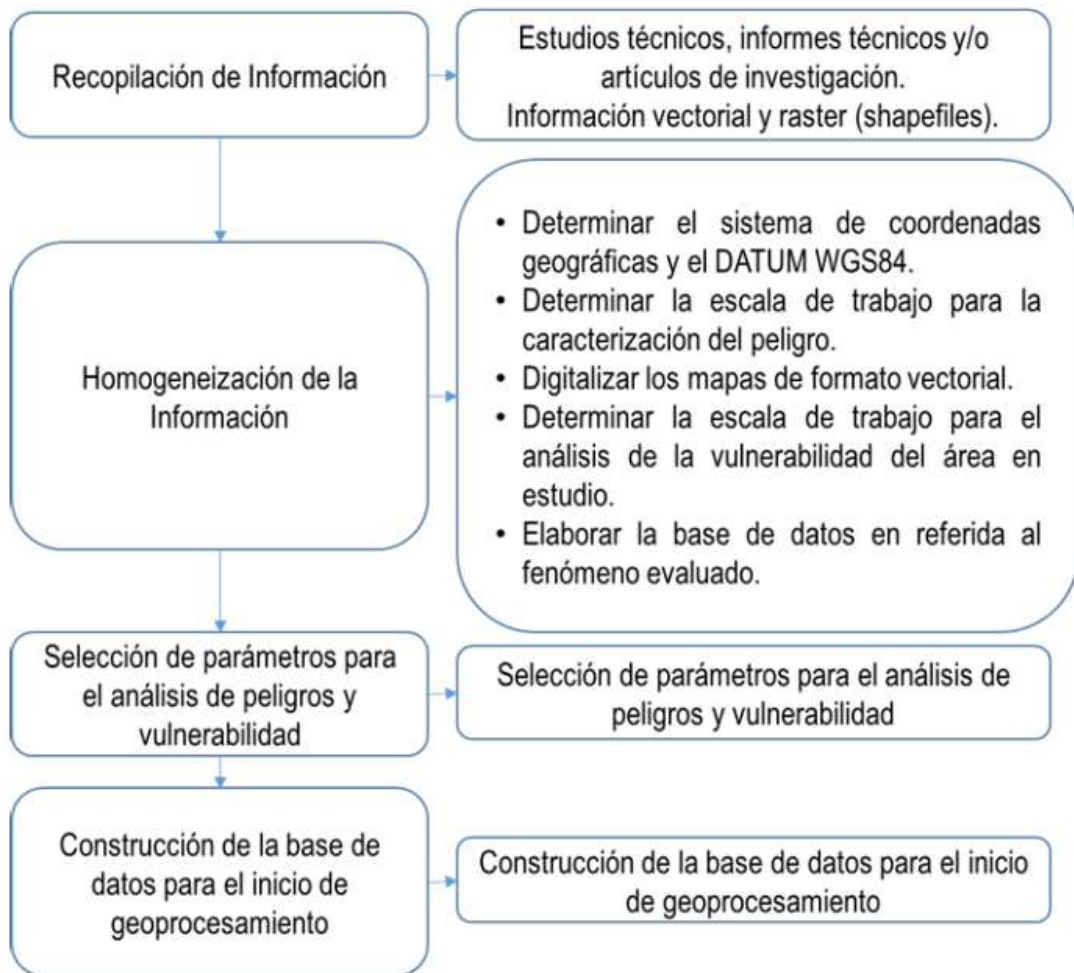 Recopilación de Información
Estudios técnicos, informes técnicos y/o
artículos de investigación.
Información vectorial y raster (shapefiles).
Homogeneización de la
Información
• Determinar el sistema de coordenadas
geográficas y el DATUM WGS84.
• Determinar la escala de trabajo para la
caracterización del peligro.
• Digitalizar los mapas de formato vectorial.
• Determinar la escala de trabajo para el
análisis de la vulnerabilidad del área en
estudio.
• Elaborar la base de datos en referida al
fenómeno evaluado.
Selección de parámetros para
el análisis de peligros y
vulnerabilidad
Selección de parámetros para el análisis de
peligros y vulnerabilidad
Construcción de la base de
datos para el inicio de
geoprocesamiento
Construcción de la base de datos para el inicio
de geoprocesamiento